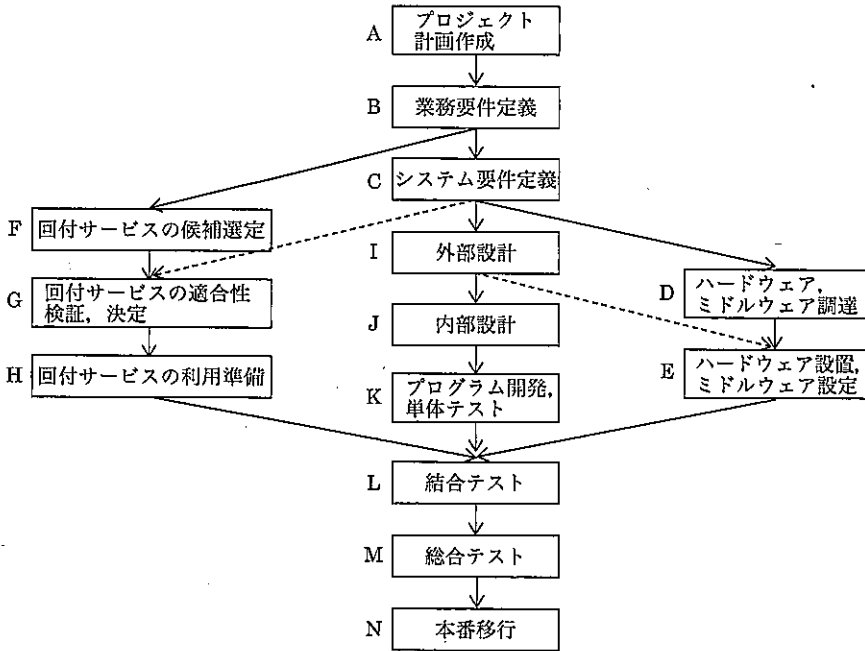 A
プロジェクト
計画作成
B
業務要件定義
C
システム要件定義
F
回付サービスの候補選定
I
外部設計
G
回付サービスの適合性
検証,決定
D
ハードウェア,
ミドルウェア調達
J
内部設計
H
回付サービスの利用準備
K
プログラム開発,
単体テスト
E
ハードウェア設置,
ミドルウェア設定
L
結合テスト
M
総合テスト
N
本番移行